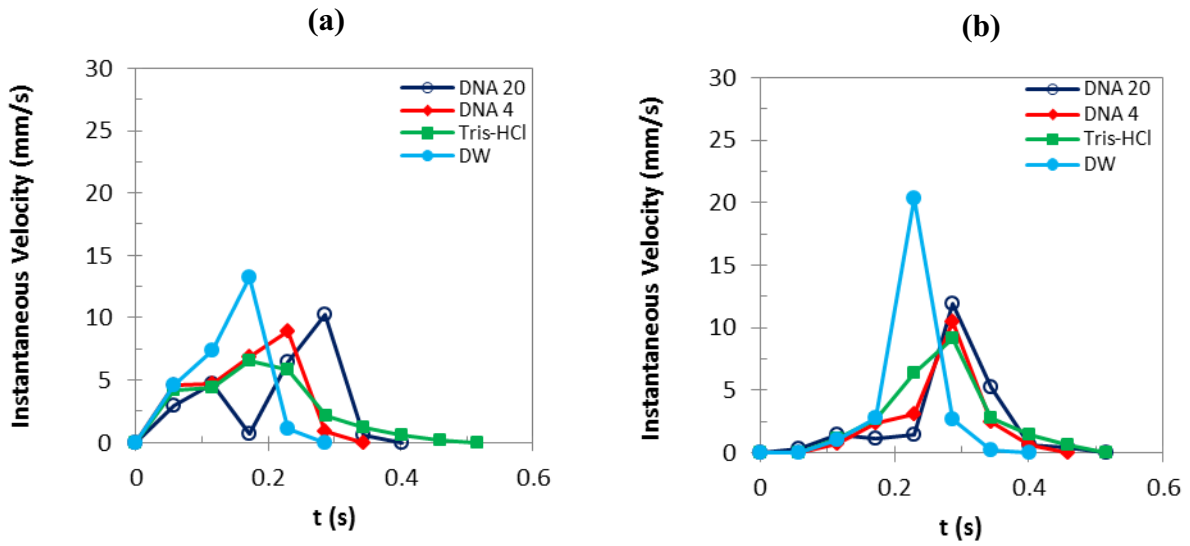 (a)
Instantaneous Velocity (mm/s)
30
25
20
15
10
5
0
DNA 20
DNA 4
Tris-HCl
DW
0
0.2
0.4
0.6
t (s)
(b)
Instantaneous Velocity (mm/s)
30
25
20
15
10
5
0
DNA 20
DNA 4
Tris-HCl
DW
0
0.2
0.4
0.6
t (s)